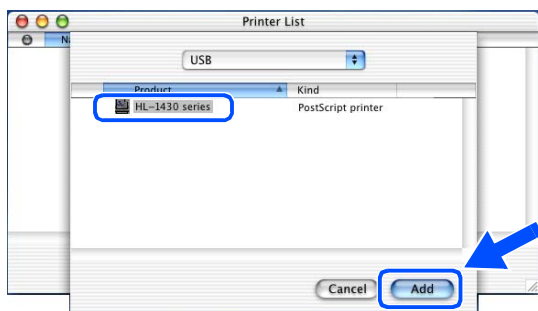 Printer List
USB
Product Kind
HL-1430 series PostScript printer
Cancel Add